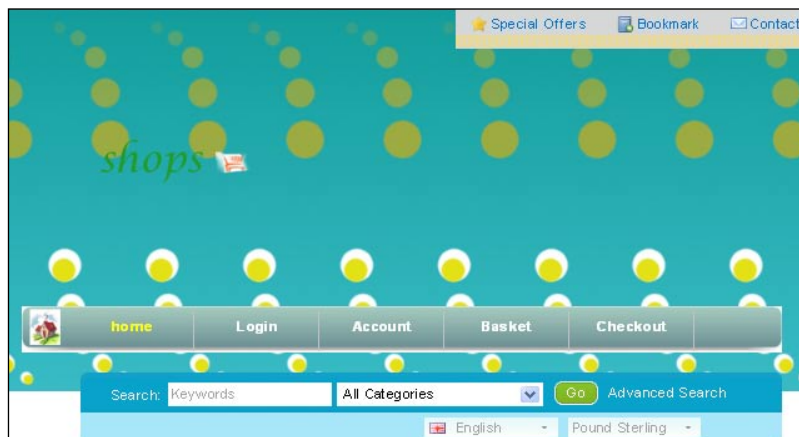 Special Offers Bookmark Contact
shops
home Login Account Basket Checkout
Search: Keywords All Categories Go Advanced Search
English Pound Sterling